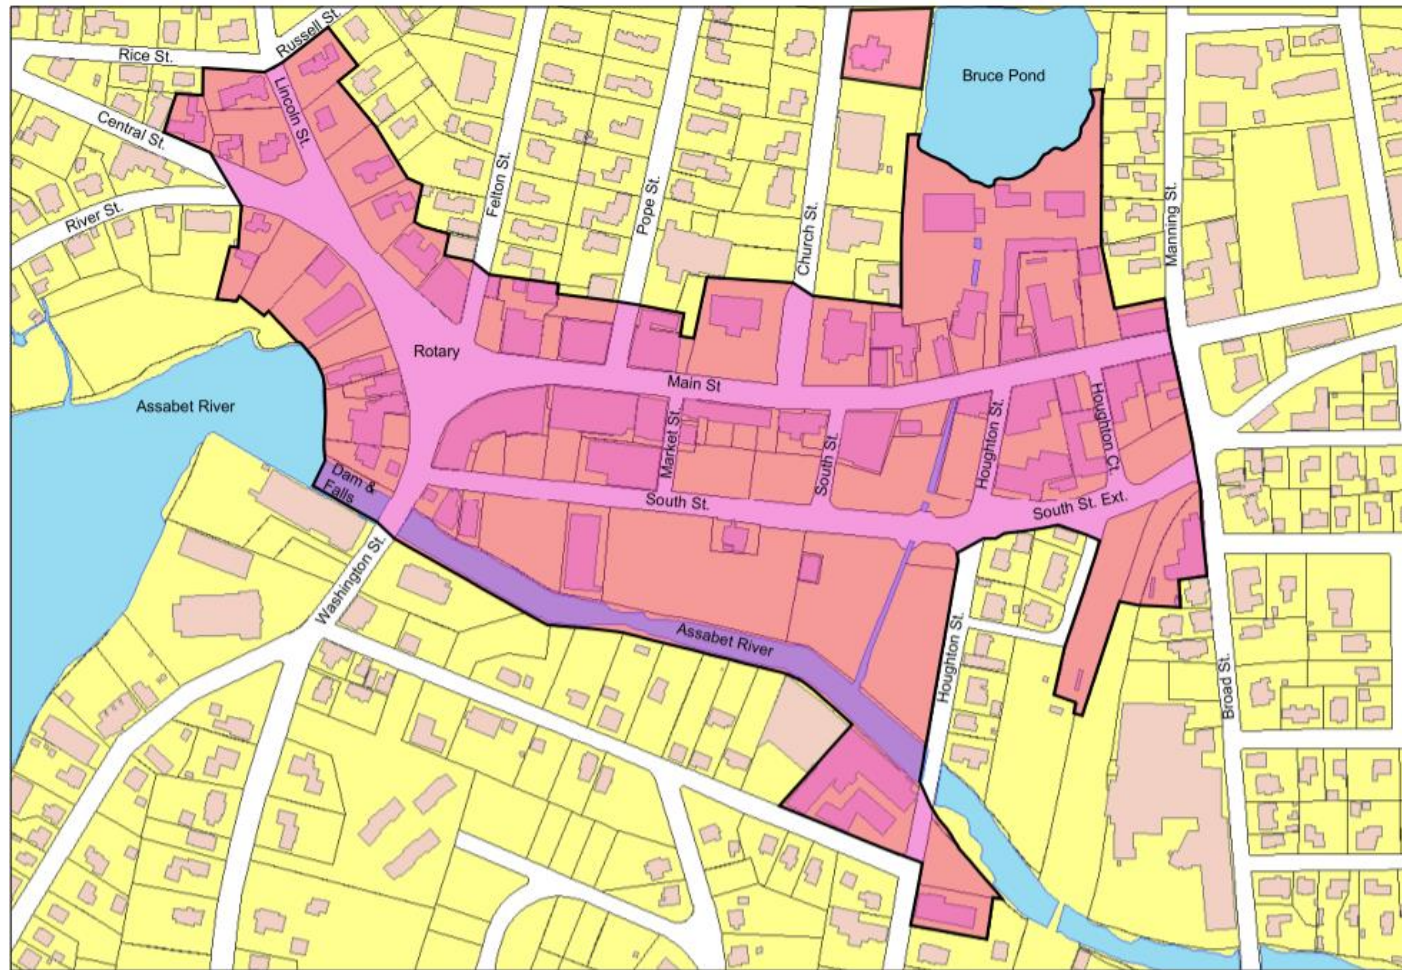 Russell St.
Rice St.
Bruce Pond
Lincoln St.
Central St.
Felton St.
Pope St.
Church St.
Manning St.
River St.
Rotary
Main St
Assabet River
Market St.
South St.
Houghton St.
Houghton Ct.
Dam &
Falls
South St.
South St. Ext.
Washington St.
Assabet River
Houghton St.
Broad St.